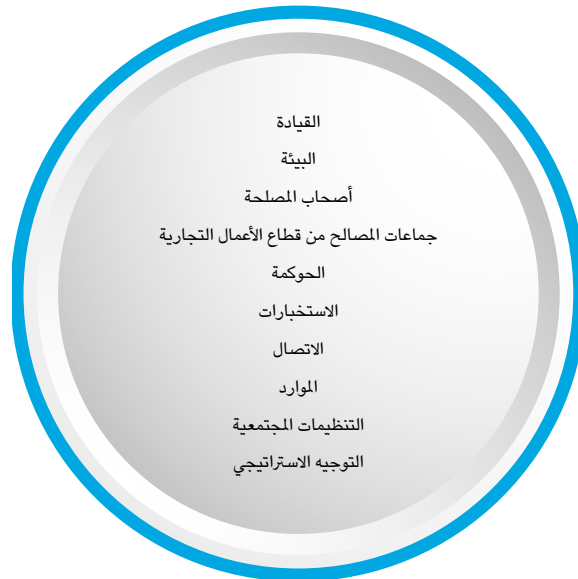 القيادة
البيئة
أصحاب المصلحة
جماعات المصالح من قطاع الأعمال التجارية
الحوكمة
الاستخبارات
الاتصال
الموارد
التنظيمات المجتمعية
التوجيه الاستراتيجي